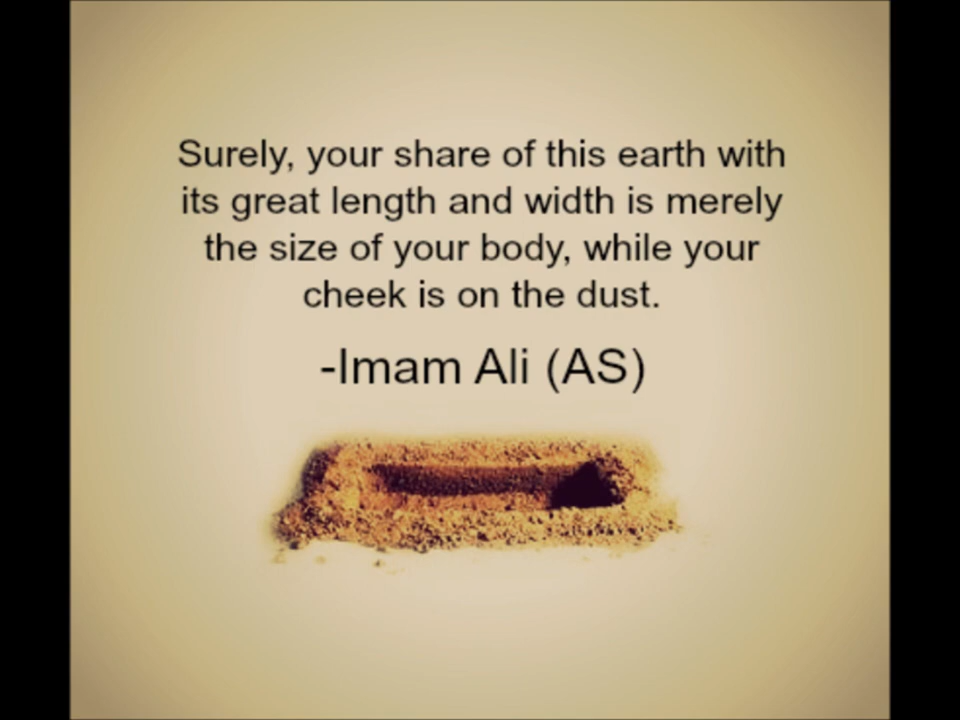 Surely, your share of this earth with
its great length and width is merely
the size of your body, while your
cheek is on the dust.
-Imam Ali (AS)